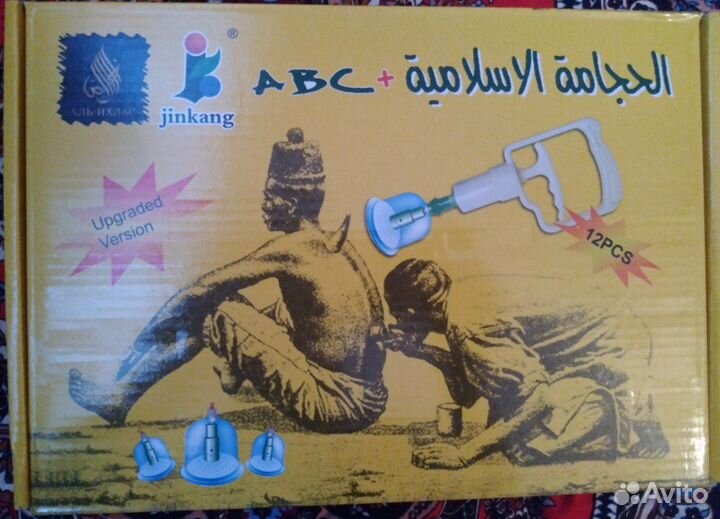 АЛЬ-ИХЛАС
jinkang
®
ABC + الحجامة الاسلامية
Upgraded
Version
12PCS
Avito